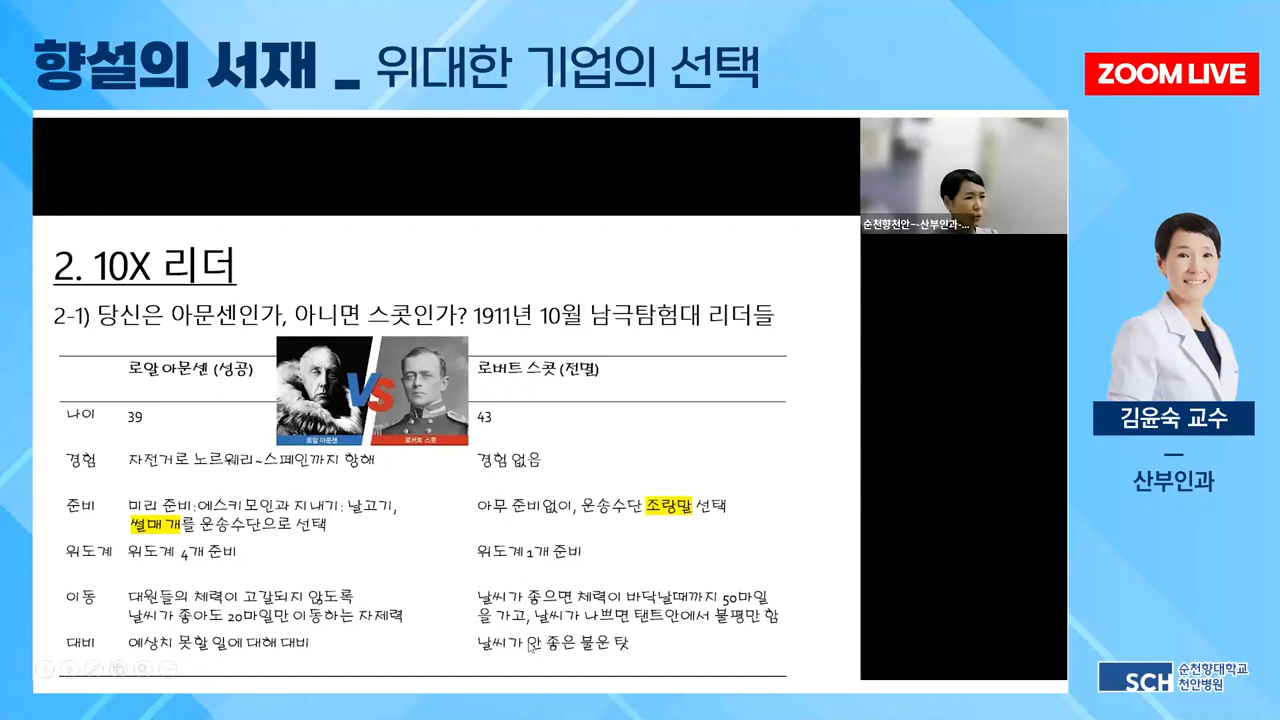 향설의 서재 _ 위대한 기업의 선택
ZOOM LIVE
순천향천안-산부인과-...
2. 10X 리더
2-1) 당신은 아문센인가, 아니면 스콧인가? 1911년 10월 남극탐험대 리더들
로알 아문센 (성공)
로버트 스콧 (전멸)
VS
로알 아문센
로버트 스콧
나이 39 43
경험 자전거로 노르웨리~스페인까지 항해 경험 없음
준비 미리 준비:에스키모인과 지내기: 날고기,
썰매 개를 운송수단으로 선택
아무 준비없이, 운송수단 조랑말 선택
위도계 위도계 4개 준비 위도계 1개 준비
이동 대원들의 체력이 고갈되지 않도록
날씨가 좋아도 20마일만 이동하는 자제력
날씨가 좋으면 체력이 바닥날때까지 50마일
을 가고, 날씨가 나쁘면 탠트안에서 불평만 함
대비 예상치 못할 일에 대해 대비 날씨가 안 좋은 불운 탓
김윤숙 교수
산부인과
SCH 순천향대학교
천안병원